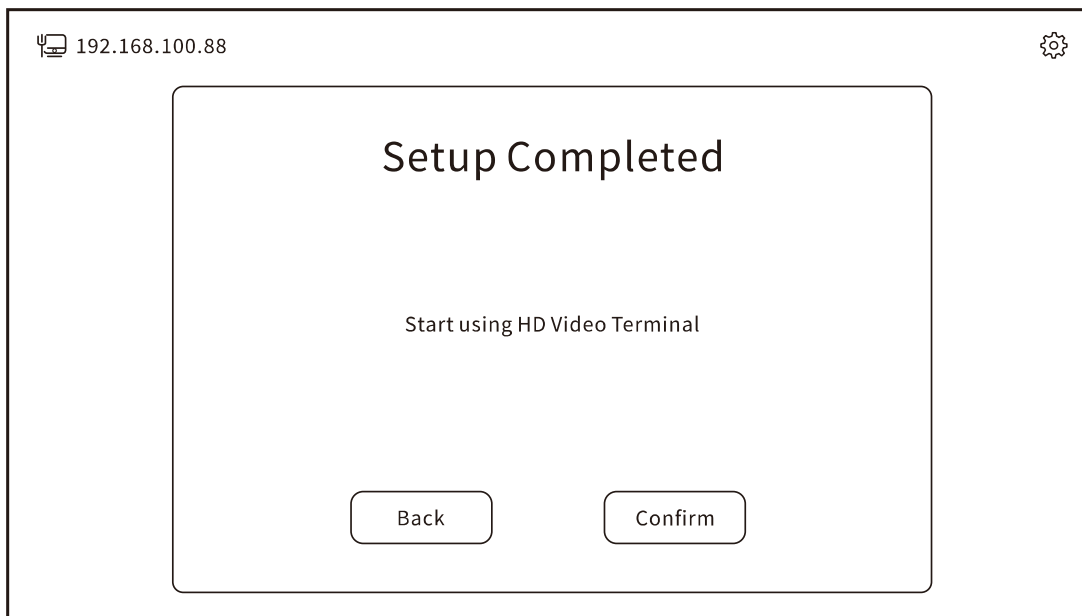 192.168.100.88
Setup Completed
Start using HD Video Terminal
Back
Confirm